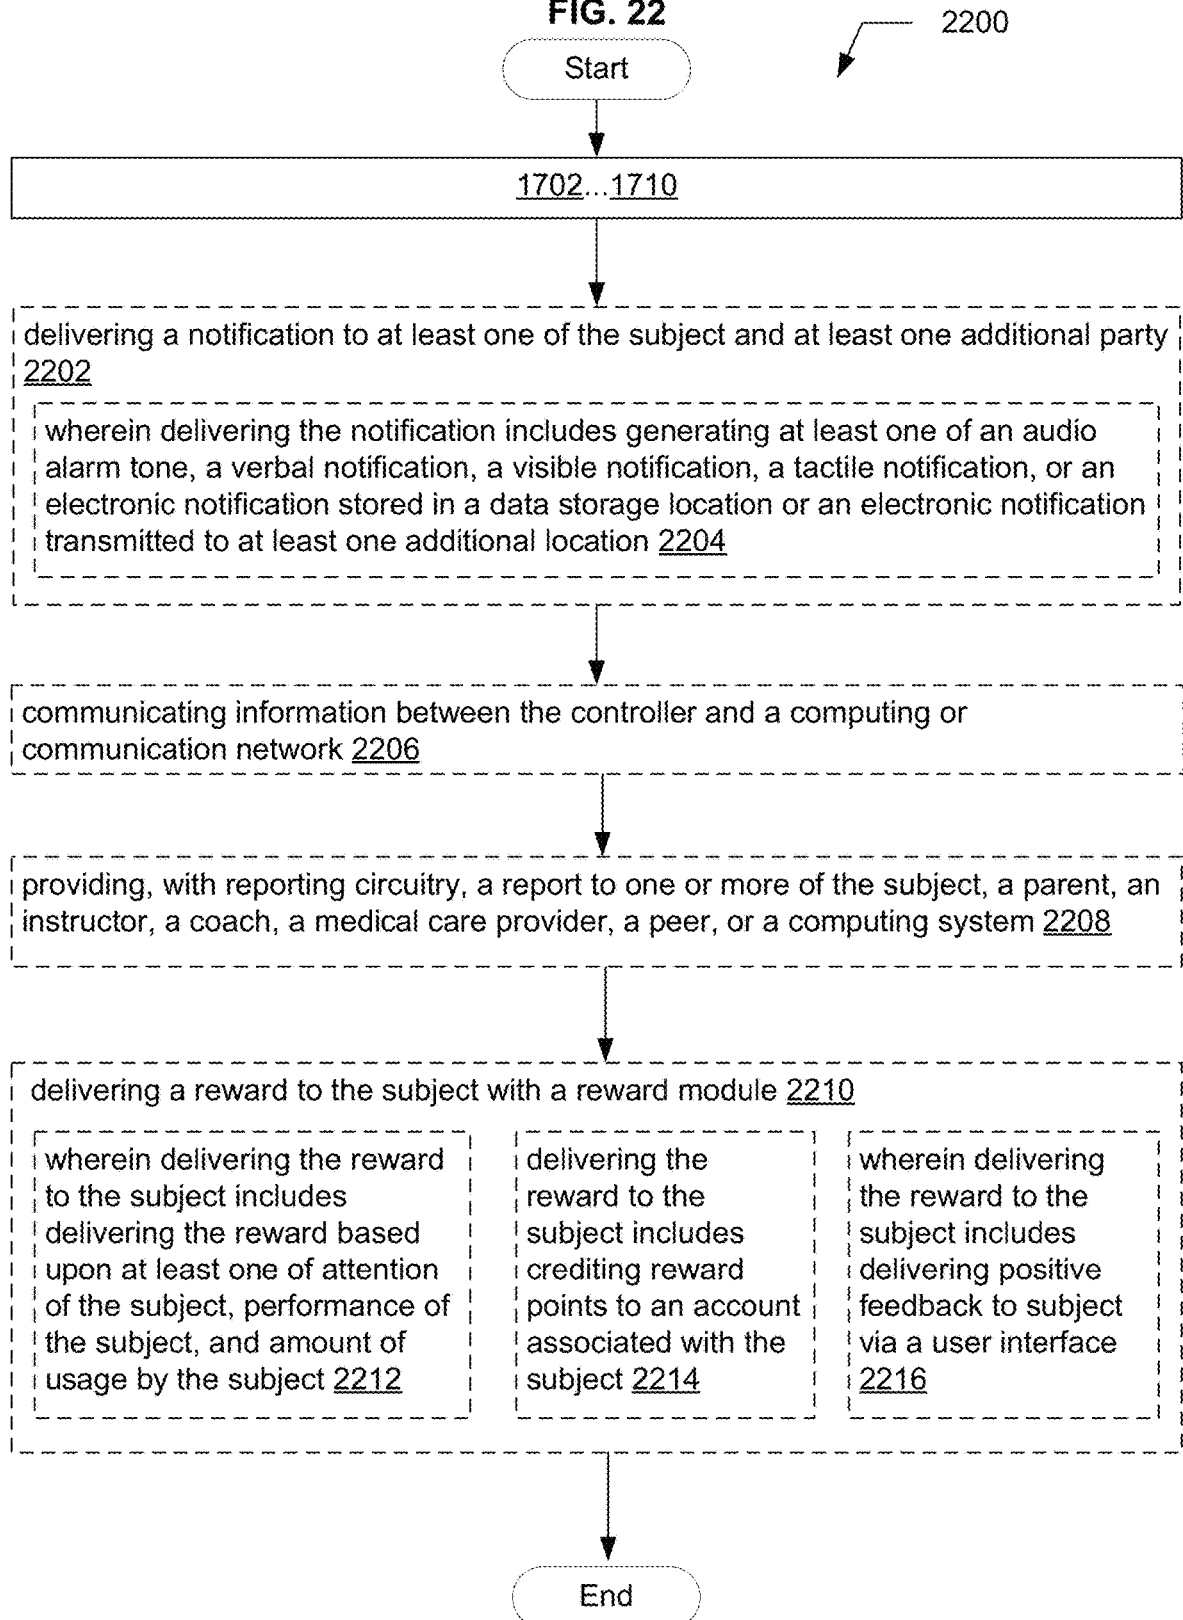 FIG. 22
2200
Start
1702...1710
delivering a notification to at least one of the subject and at least one additional party
2202
wherein delivering the notification includes generating at least one of an audio
alarm tone, a verbal notification, a visible notification, a tactile notification, or an
electronic notification stored in a data storage location or an electronic notification
transmitted to at least one additional location 2204
communicating information between the controller and a computing or
communication network 2206
providing, with reporting circuitry, a report to one or more of the subject, a parent, an
instructor, a coach, a medical care provider, a peer, or a computing system 2208
delivering a reward to the subject with a reward module 2210
wherein delivering the reward
to the subject includes
delivering the reward based
upon at least one of attention
of the subject, performance of
the subject, and amount of
usage by the subject 2212
delivering the
reward to the
subject includes
crediting reward
points to an account
associated with the
subject 2214
wherein delivering
the reward to the
subject includes
delivering positive
feedback to subject
via a user interface
2216
End